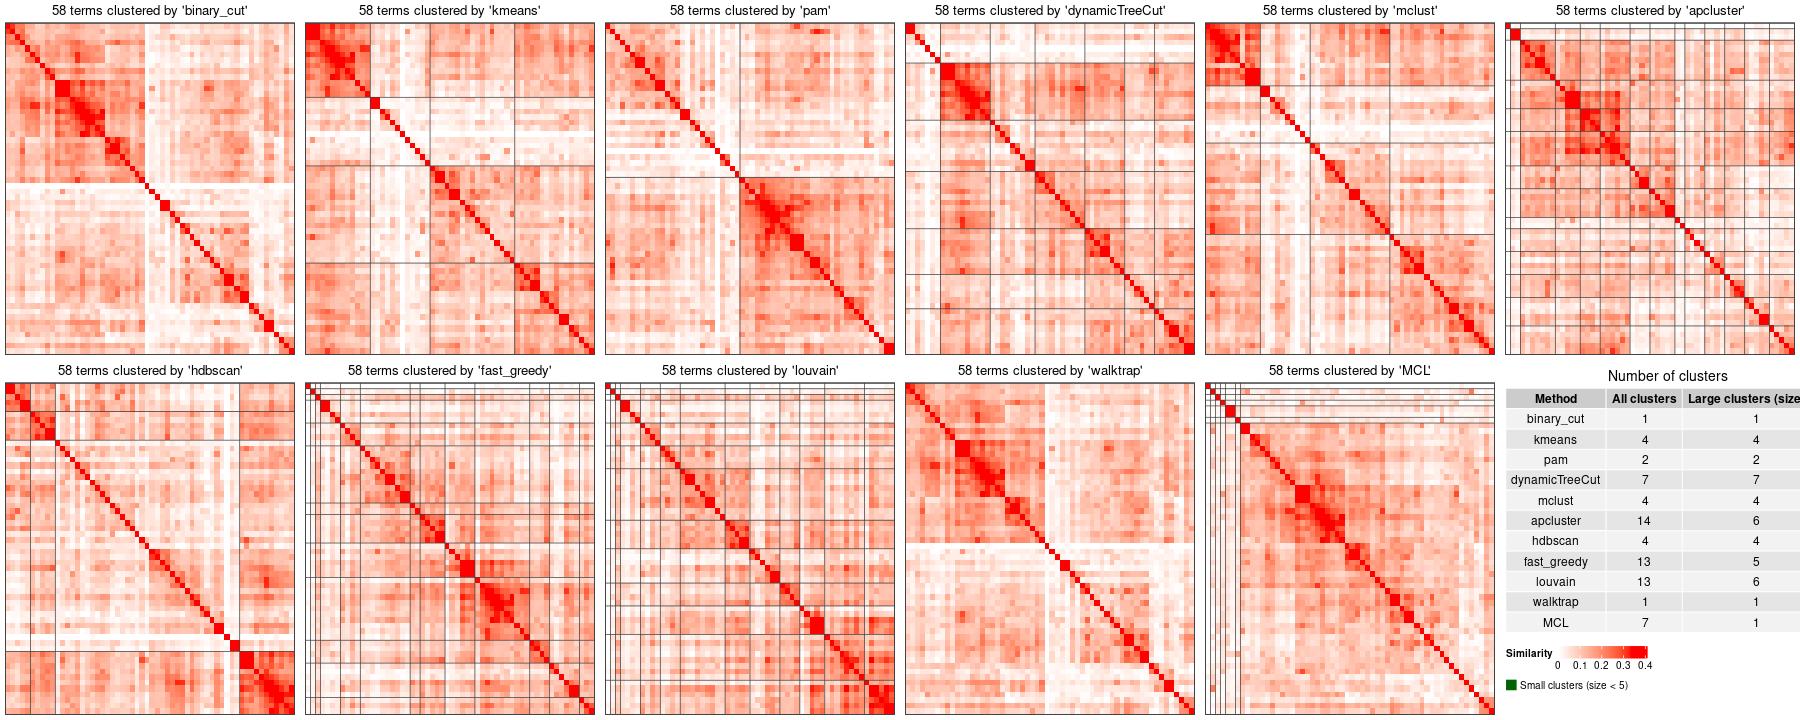 58 terms clustered by 'binary_cut'
58 terms clustered by 'kmeans'
58 terms clustered by 'pam'
58 terms clustered by 'dynamicTreeCut'
58 terms clustered by 'mclust'
58 terms clustered by 'apcluster'
58 terms clustered by 'hdbscan'
58 terms clustered by 'fast_greedy'
58 terms clustered by 'louvain'
58 terms clustered by 'walktrap'
58 terms clustered by 'MCL'
Number of clusters
Method All clusters Large clusters (size
binary_cut 1 1
kmeans 4 4
pam 2 2
dynamicTreeCut 7 7
mclust 4 4
apcluster 14 6
hdbscan 4 4
fast_greedy 13 5
louvain 13 6
walktrap 1 1
MCL 7 1
Similarity
0 0.1 0.2 0.3 0.4
Small clusters (size < 5)